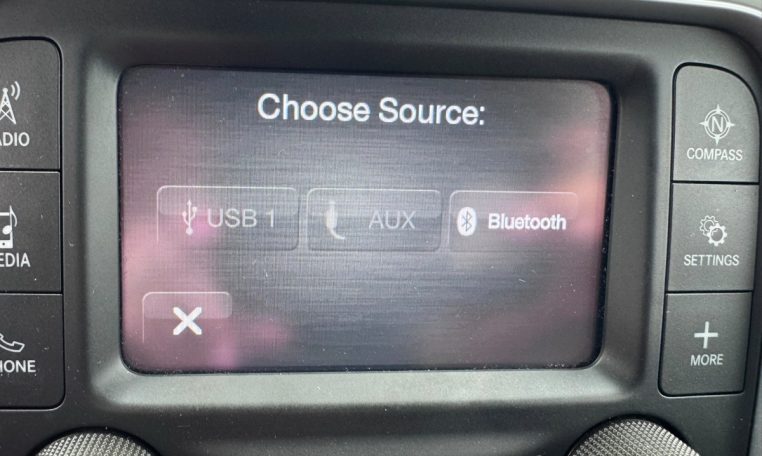 Choose Source:
USB 1
AUX
Bluetooth
ADIO
EDIA
HONE
N
COMPASS
SETTINGS
MORE